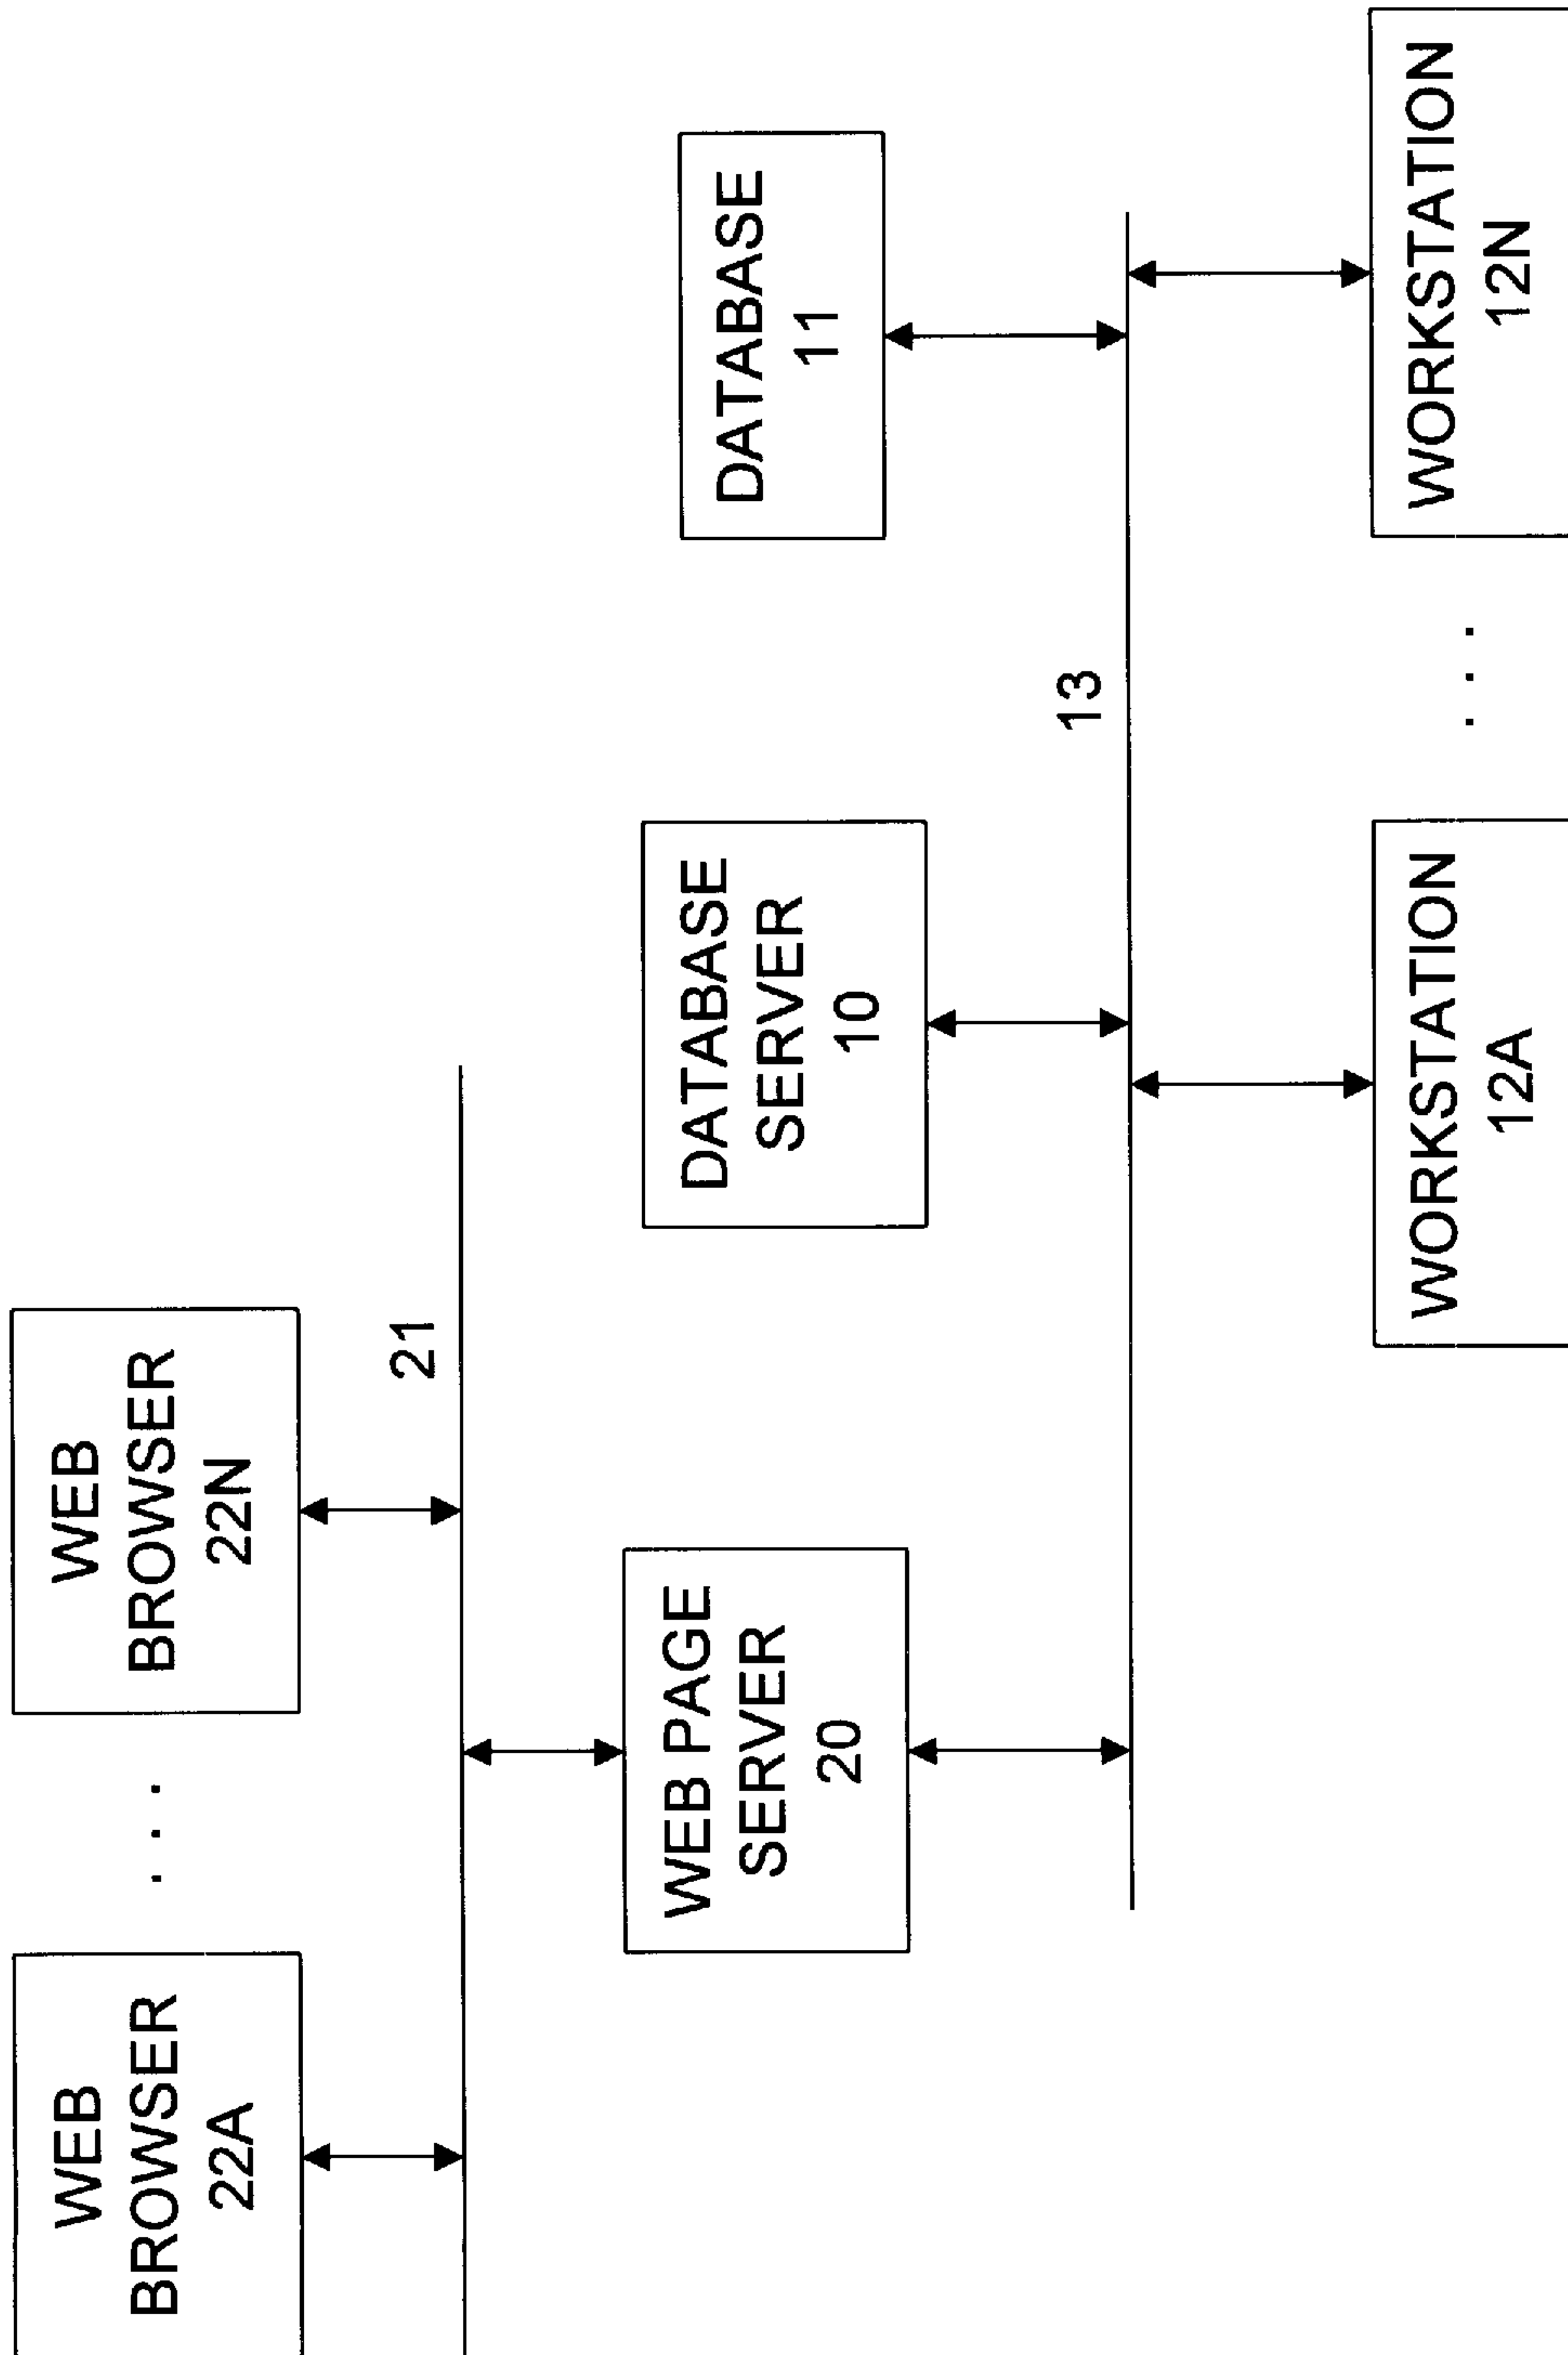 WEB
BROWSER
22A
. . .
WEB
BROWSER
22N
21
WEB PAGE
SERVER
20
DATABASE
SERVER
10
DATABASE
11
13
WORKSTATION
12A
. . .
WORKSTATION
12N